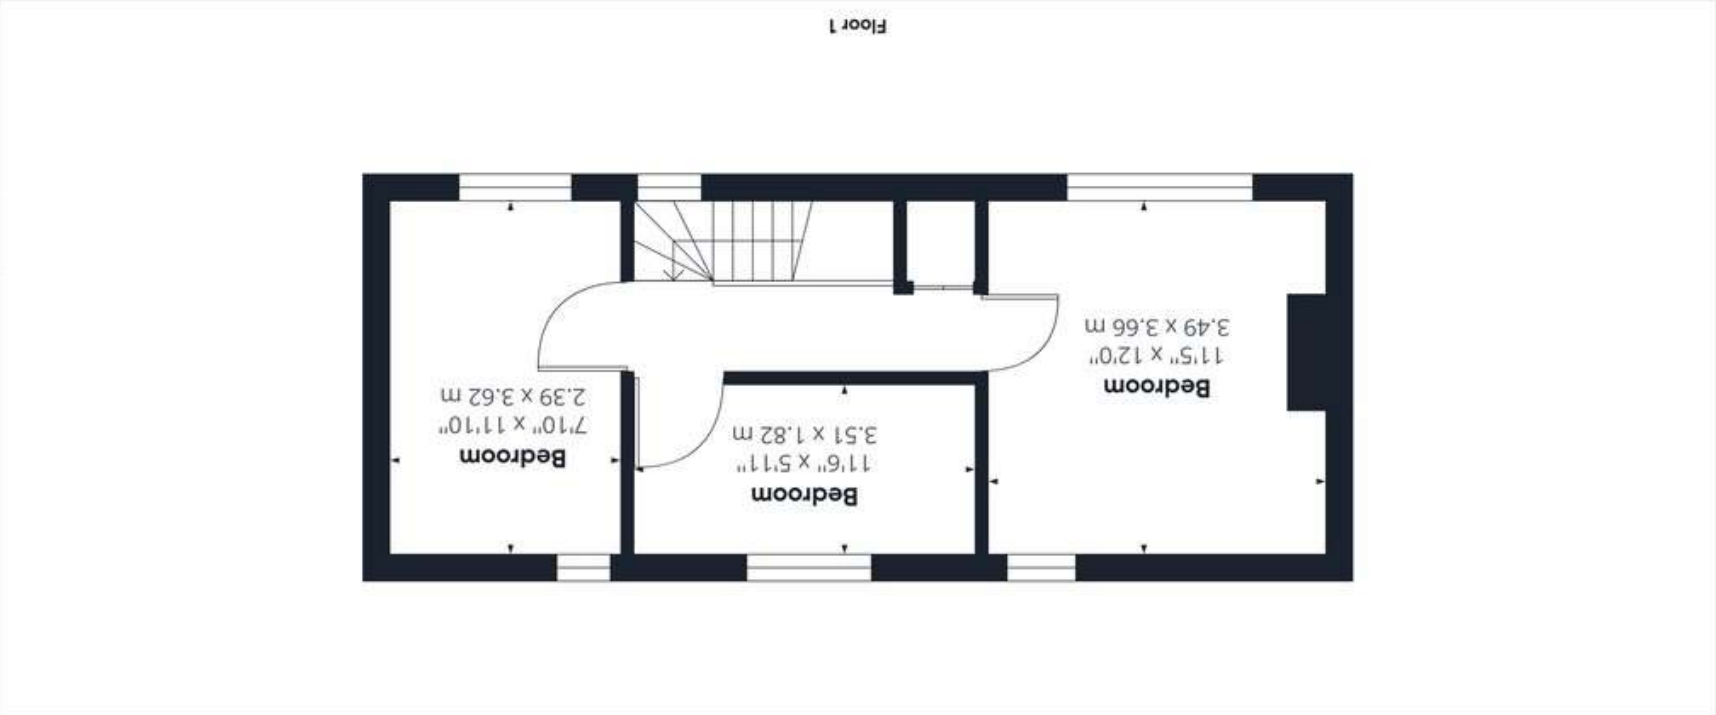 Bedroom
11'5" x 12'0"
3.49 x 3.66 m
Bedroom
11'6" x 5'11"
3.51 x 1.82 m
Bedroom
7'10" x 11'10"
2.39 x 3.62 m
Floor 1